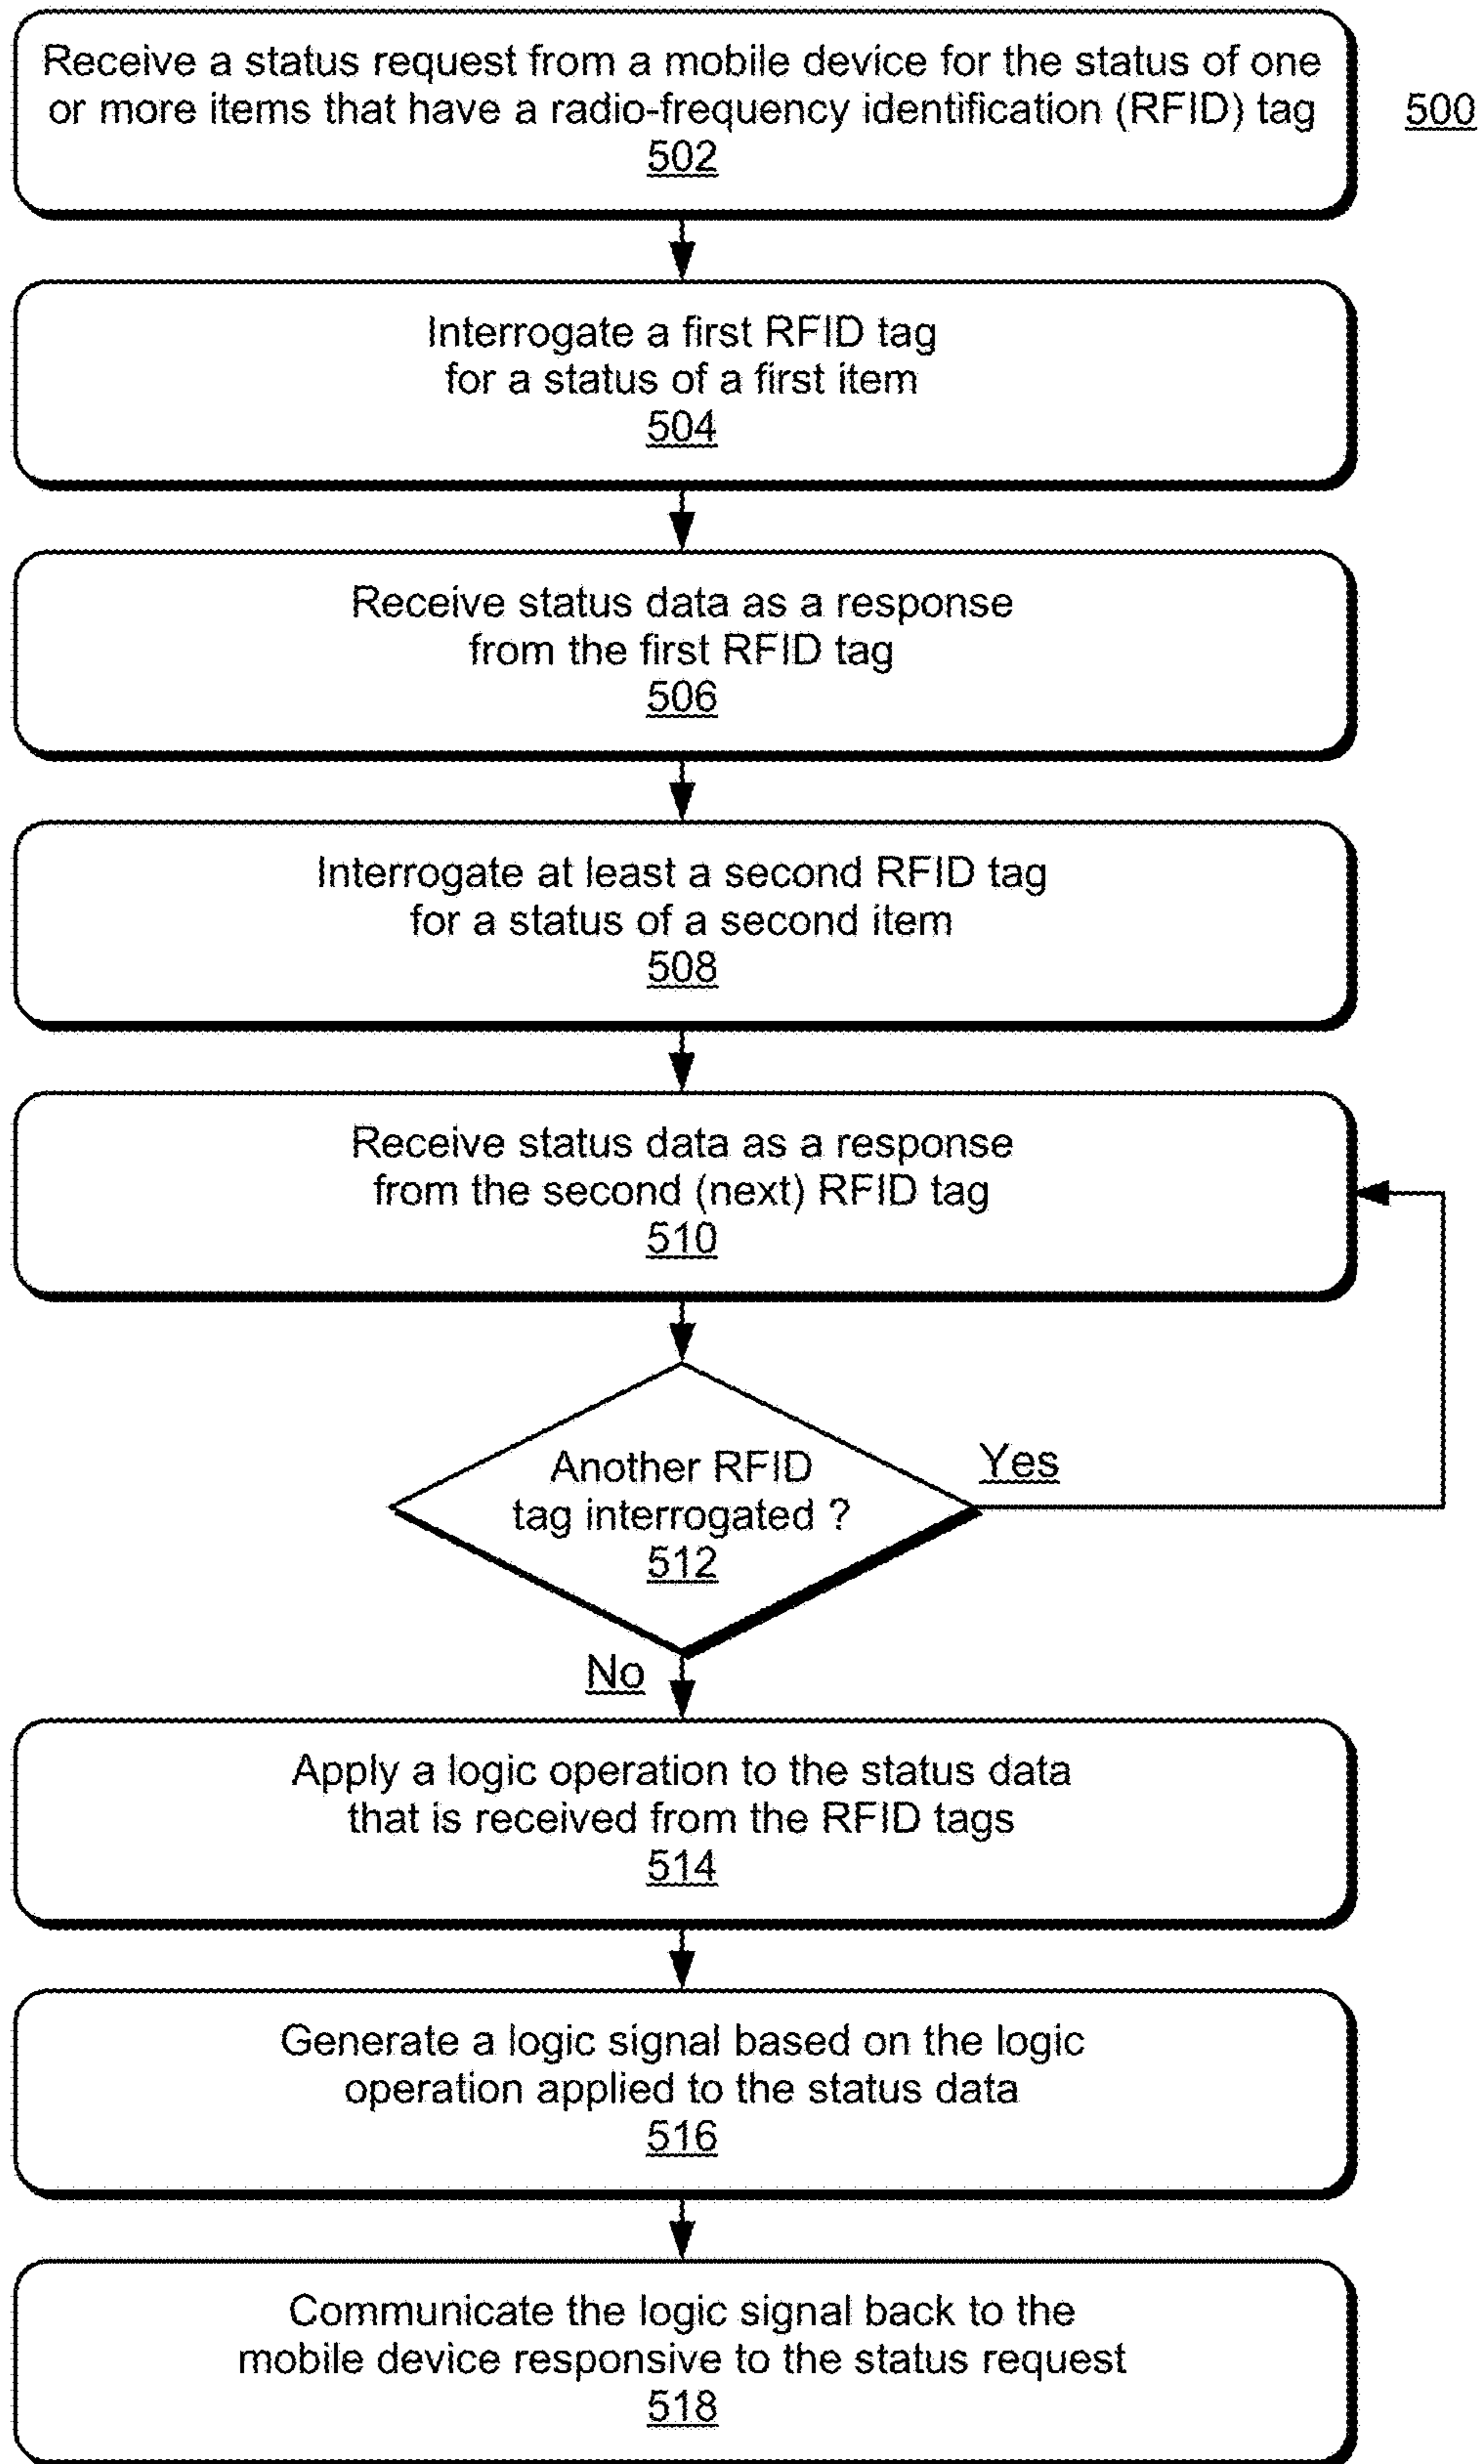 Receive a status request from a mobile device for the status of one
or more items that have a radio-frequency identification (RFID) tag
502
500
Interrogate a first RFID tag
for a status of a first item
504
Receive status data as a response
from the first RFID tag
506
Interrogate at least a second RFID tag
for a status of a second item
508
Receive status data as a response
from the second (next) RFID tag
510
Another RFID
tag interrogated ?
512
Yes
No
Apply a logic operation to the status data
that is received from the RFID tags
514
Generate a logic signal based on the logic
operation applied to the status data
516
Communicate the logic signal back to the
mobile device responsive to the status request
518